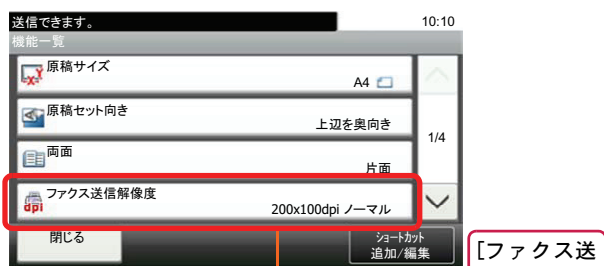 送信できます。 10:10
機能一覧
原稿サイズ
A4
原稿セット向き
上辺を奥向き
1/4
両面
片面
ファクス送信解像度
200x100dpi ノーマル
閉じる
ショートカット
追加/編集
[ファクス送